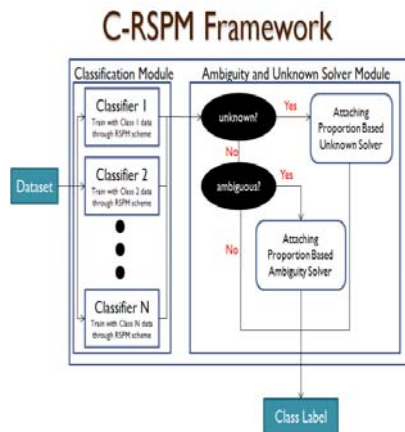 C-RSPM Framework
Classification Module
Ambiguity and Unknown Solver Module
Classifier 1
Train with Class 1 data
through RSPM scheme
Classifier 2
Train with Class 2 data
through RSPM scheme
Classifier N
Train with Class N data
through RSPM scheme
Dataset
unknown?
Yes
Attaching
Proportion Based
Unknown Solver
No
ambiguous?
Yes
Attaching
Proportion Based
Ambiguity Solver
No
Class Label